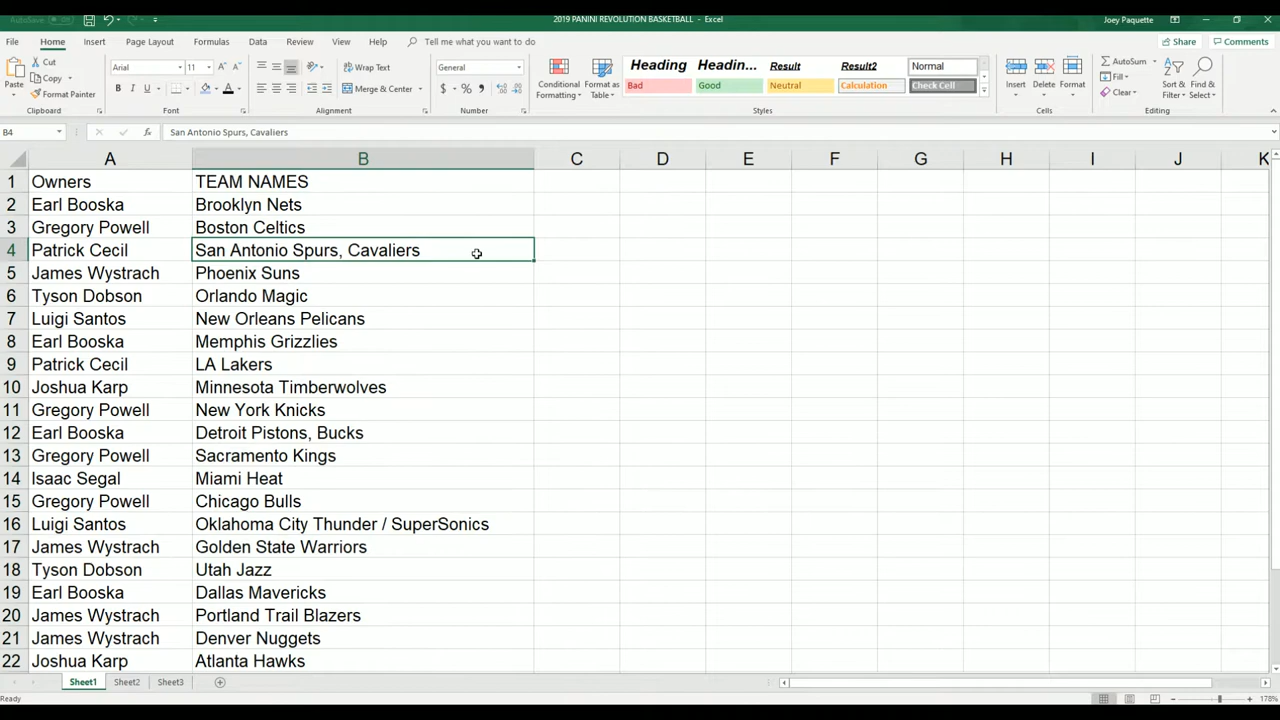 AutoSave
2019 PANINI REVOLUTION BASKETBALL - Excel
Joey Paquette
File Home Insert Page Layout Formulas Data Review View Help Tell me what you want to do
Share Comments
Paste Cut Copy Format Painter
Arial 11
Wrap Text
Merge & Center
General
Conditional Formatting Format as Table
Heading Headin... Result Result2 Normal
Bad Good Neutral Calculation Check Cell
Insert Delete Format
AutoSum Fill Clear
Sort & Filter Find & Select
Clipboard Font Alignment Number Styles Cells Editing
B4 fx San Antonio Spurs, Cavaliers
A B C D E F G H I J K
1 Owners TEAM NAMES
2 Earl Booska Brooklyn Nets
3 Gregory Powell Boston Celtics
4 Patrick Cecil San Antonio Spurs, Cavaliers
5 James Wystrach Phoenix Suns
6 Tyson Dobson Orlando Magic
7 Luigi Santos New Orleans Pelicans
8 Earl Booska Memphis Grizzlies
9 Patrick Cecil LA Lakers
10 Joshua Karp Minnesota Timberwolves
11 Gregory Powell New York Knicks
12 Earl Booska Detroit Pistons, Bucks
13 Gregory Powell Sacramento Kings
14 Isaac Segal Miami Heat
15 Gregory Powell Chicago Bulls
16 Luigi Santos Oklahoma City Thunder / SuperSonics
17 James Wystrach Golden State Warriors
18 Tyson Dobson Utah Jazz
19 Earl Booska Dallas Mavericks
20 James Wystrach Portland Trail Blazers
21 James Wystrach Denver Nuggets
22 Joshua Karp Atlanta Hawks
Sheet1 Sheet2 Sheet3
Ready
178%